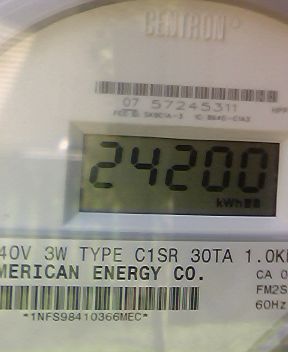 CENTRON
07 57245311
24200
kWh
40V 3W TYPE C1SR 30TA 1.0K
MERICAN ENERGY CO.
CA 0
FM2S
60Hz
*1NFS98410366MEC*